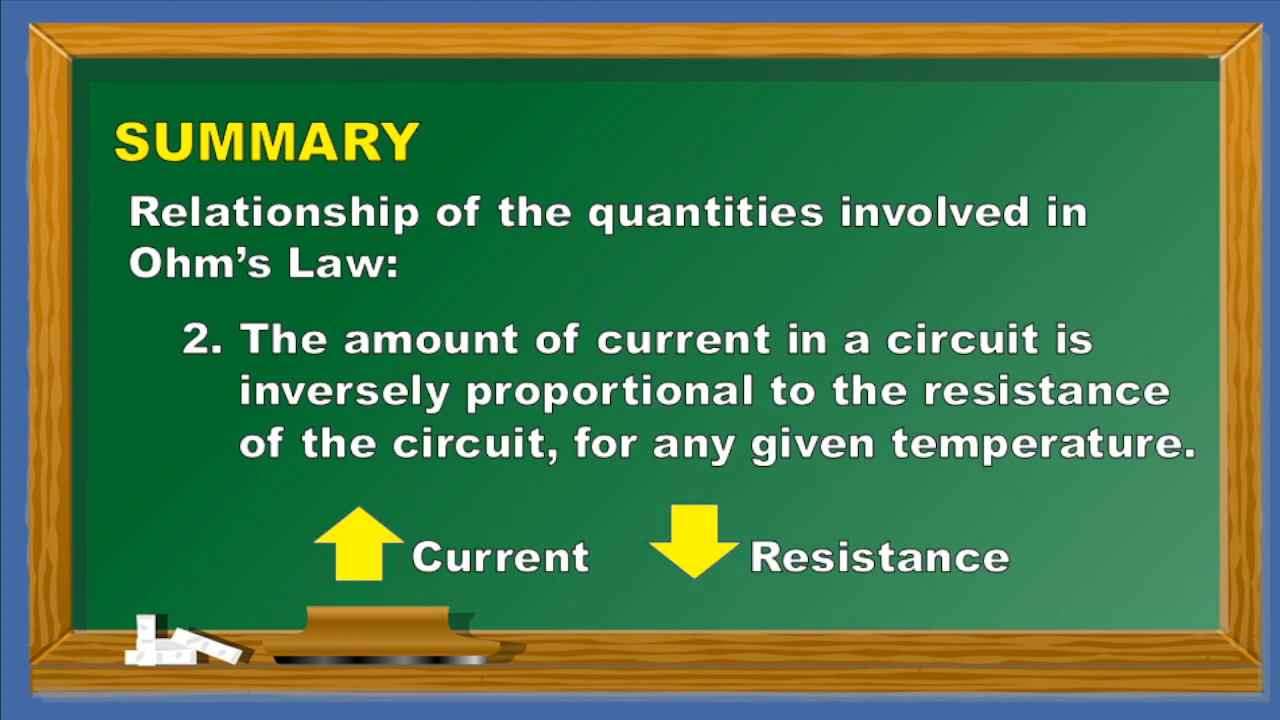 SUMMARY
Relationship of the quantities involved in
Ohm’s Law:
2. The amount of current in a circuit is
inversely proportional to the resistance
of the circuit, for any given temperature.
Current Resistance